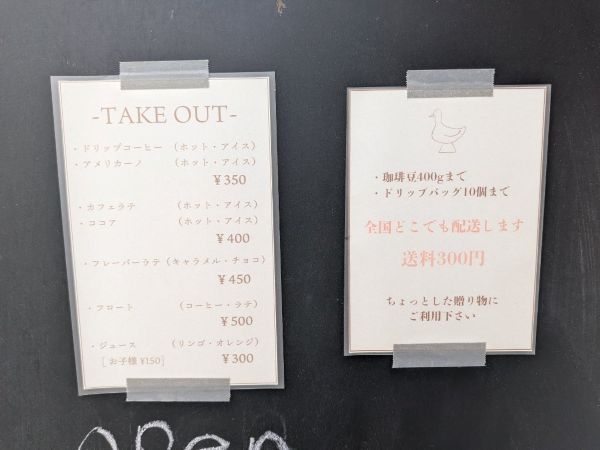 -TAKE OUT-
・ドリップコーヒー （ホット・アイス）
・アメリカーノ （ホット・アイス）
¥350
・カフェラテ （ホット・アイス）
・ココア （ホット・アイス）
¥400
・フレーバーラテ（キャラメル・チョコ）
¥450
・フロート （コーヒー・ラテ）
¥500
・ジュース （リンゴ・オレンジ）
［お子様 ¥150］ ¥300
・珈琲豆400gまで
・ドリップバッグ10個まで
全国どこでも配送します
送料300円
ちょっとした贈り物に
ご利用下さい
open